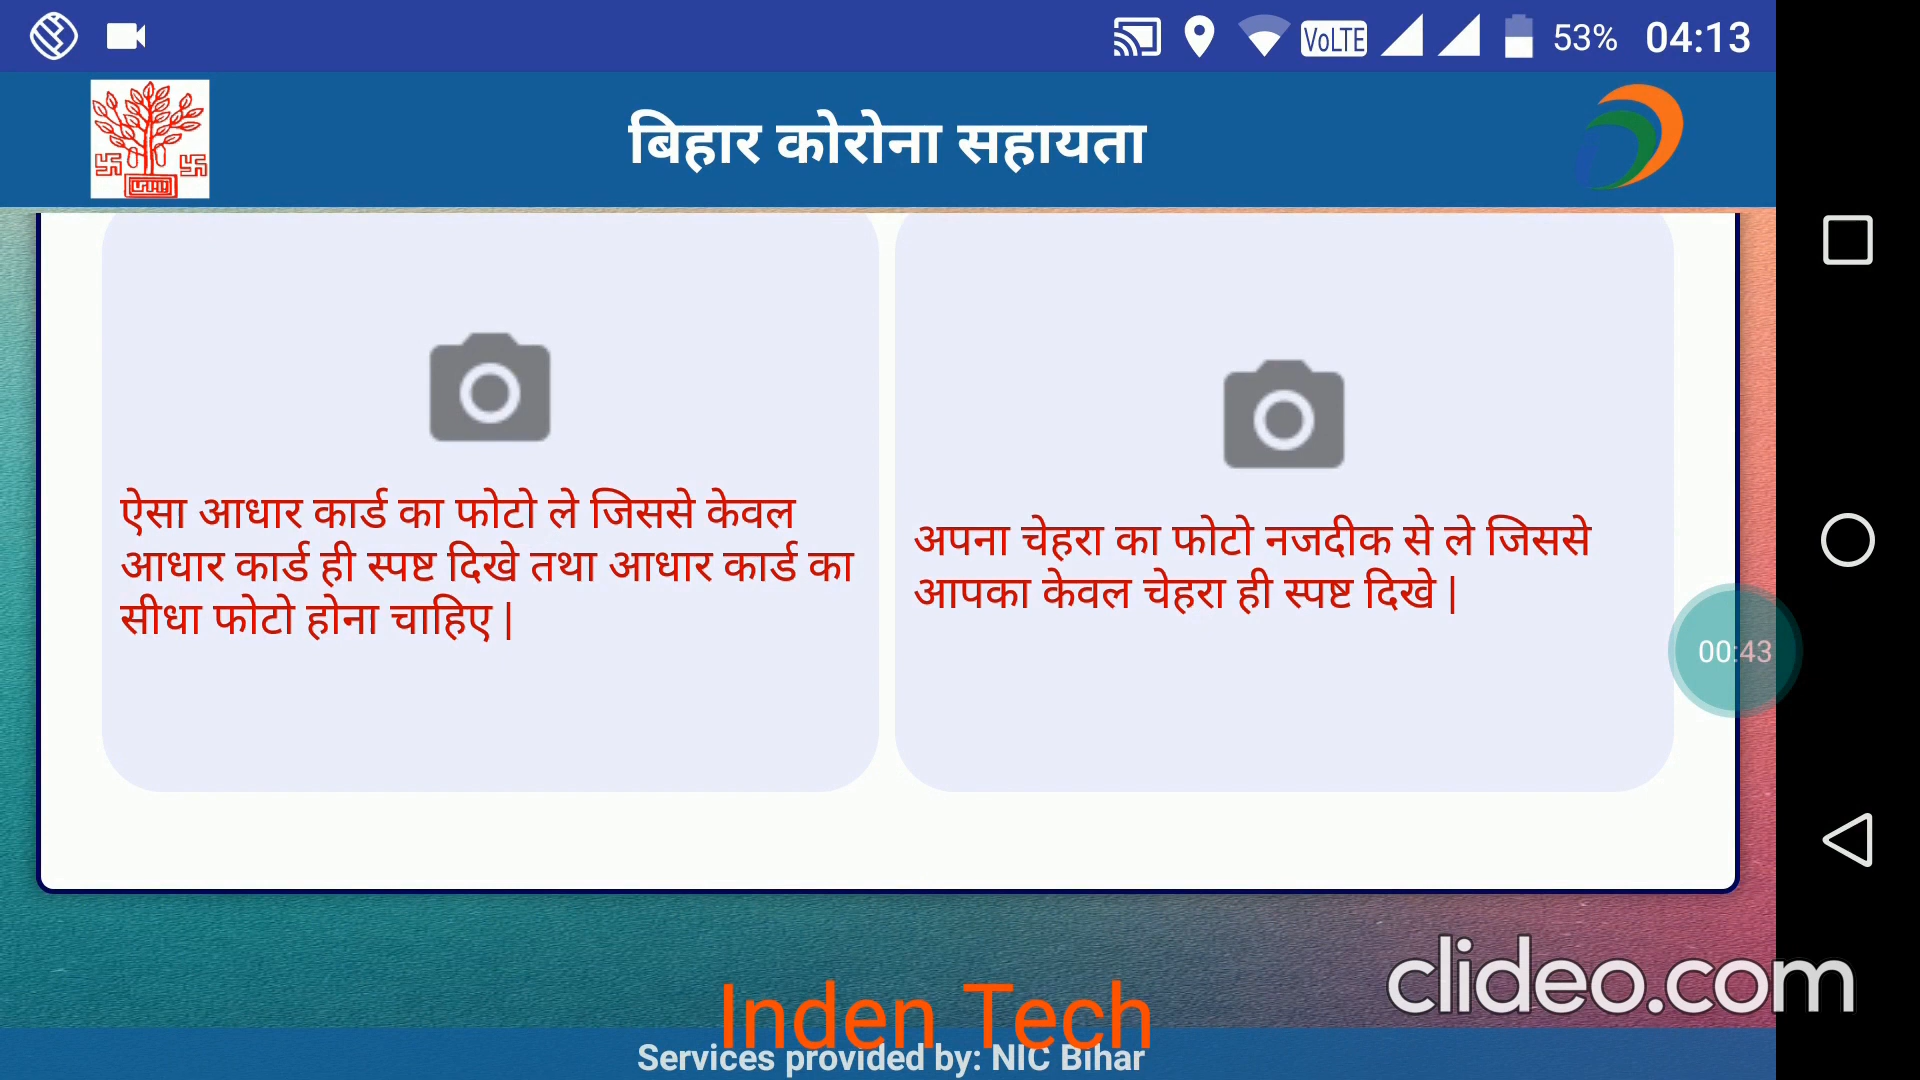 VoLTE 53% 04:13
बिहार कोरोना सहायता
ऐसा आधार कार्ड का फोटो ले जिससे केवल
आधार कार्ड ही स्पष्ट दिखे तथा आधार कार्ड का
सीधा फोटो होना चाहिए |
अपना चेहरा का फोटो नजदीक से ले जिससे
आपका केवल चेहरा ही स्पष्ट दिखे |
00:43
clideo.com
Inden Tech
Services provided by: NIC Bihar